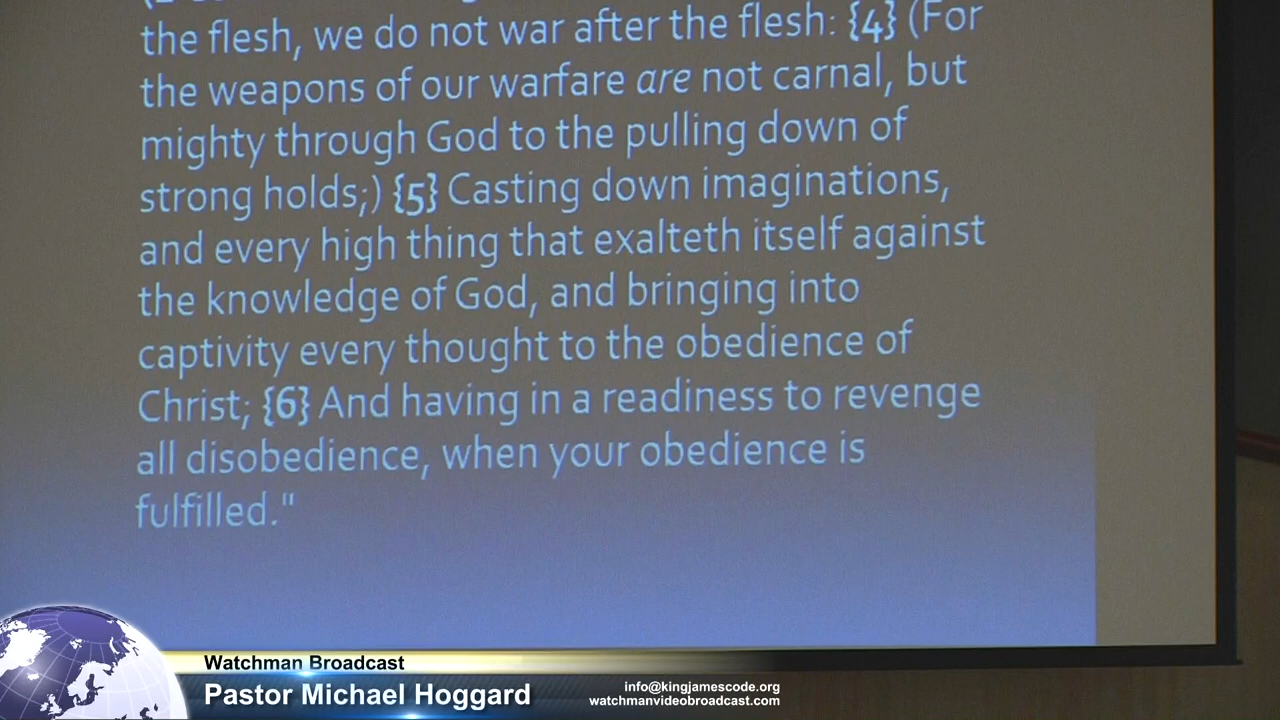 the flesh, we do not war after the flesh: {4} (For
the weapons of our warfare are not carnal, but
mighty through God to the pulling down of
strong holds;) {5} Casting down imaginations,
and every high thing that exalteth itself against
the knowledge of God, and bringing into
captivity every thought to the obedience of
Christ; {6} And having in a readiness to revenge
all disobedience, when your obedience is
fulfilled."
Watchman Broadcast
Pastor Michael Hoggard
info@kingjamescode.org
watchmanvideobroadcast.com